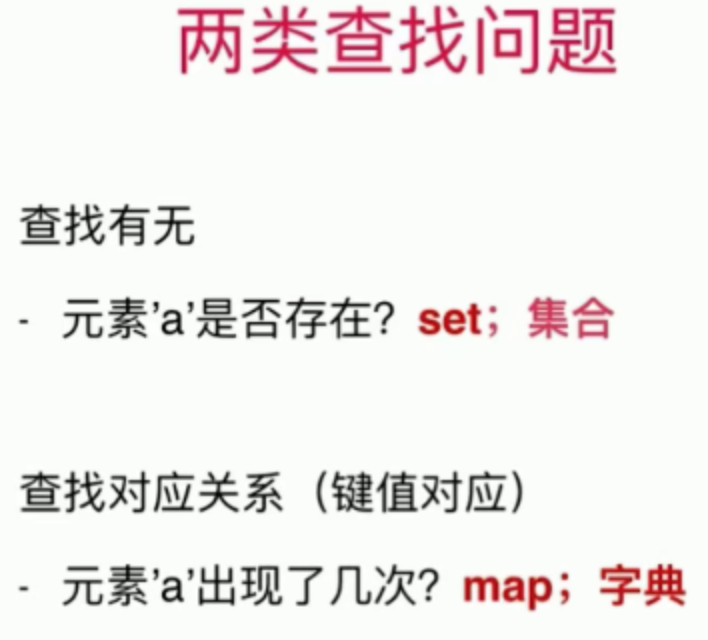 两类查找问题
查找有无
- 元素’a’是否存在？set；集合
查找对应关系（键值对应）
- 元素’a’出现了几次？map；字典